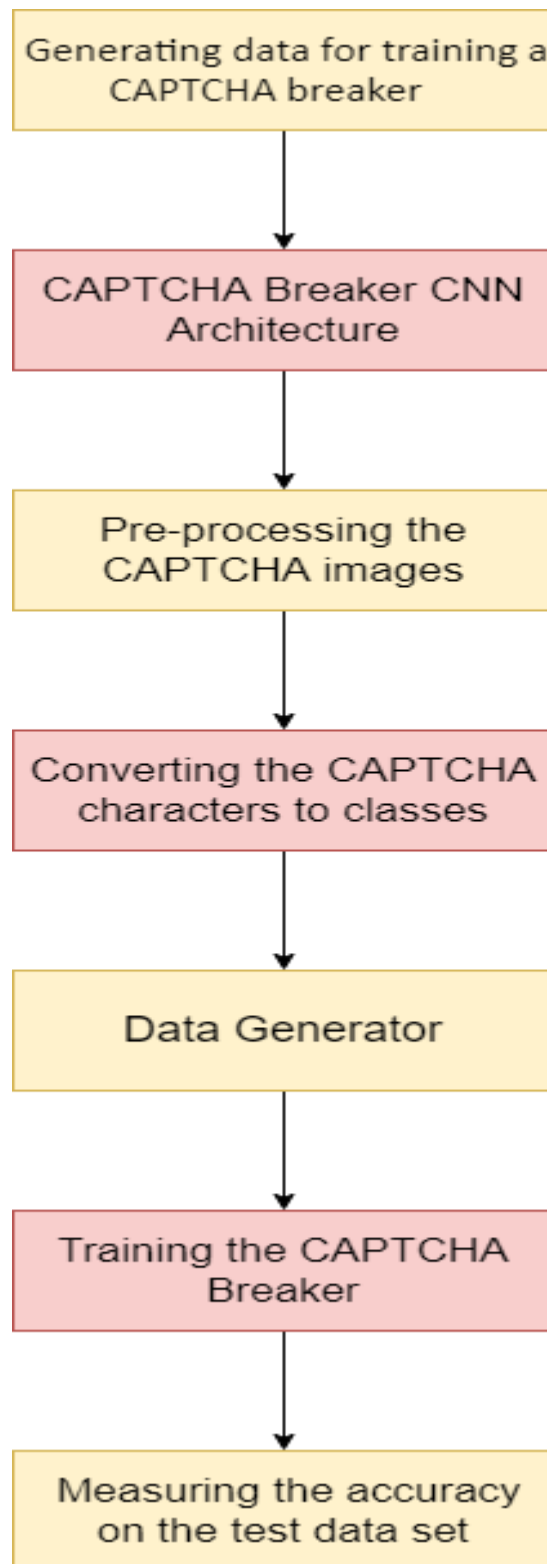 Generating data for training a
CAPTCHA breaker
CAPTCHA Breaker CNN
Architecture
Pre-processing the
CAPTCHA images
Converting the CAPTCHA
characters to classes
Data Generator
Training the CAPTCHA
Breaker
Measuring the accuracy
on the test data set